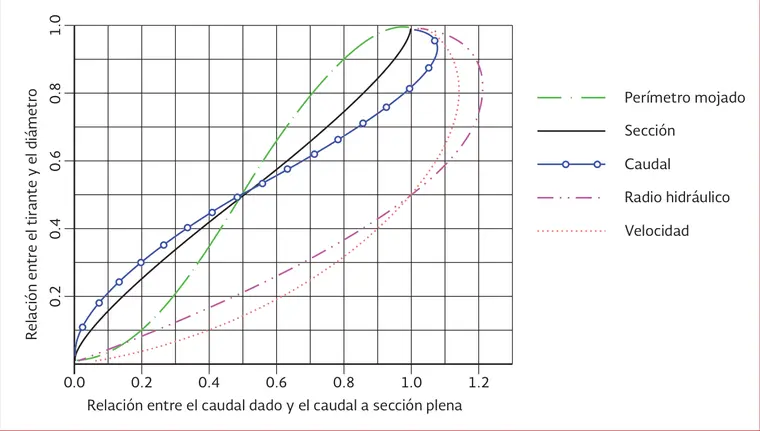 Relación entre el tirante y el diámetro
1.0
0.8
0.6
0.4
0.2
0.0 0.2 0.4 0.6 0.8 1.0 1.2
Relación entre el caudal dado y el caudal a sección plena
Perímetro mojado
Sección
Caudal
Radio hidráulico
Velocidad